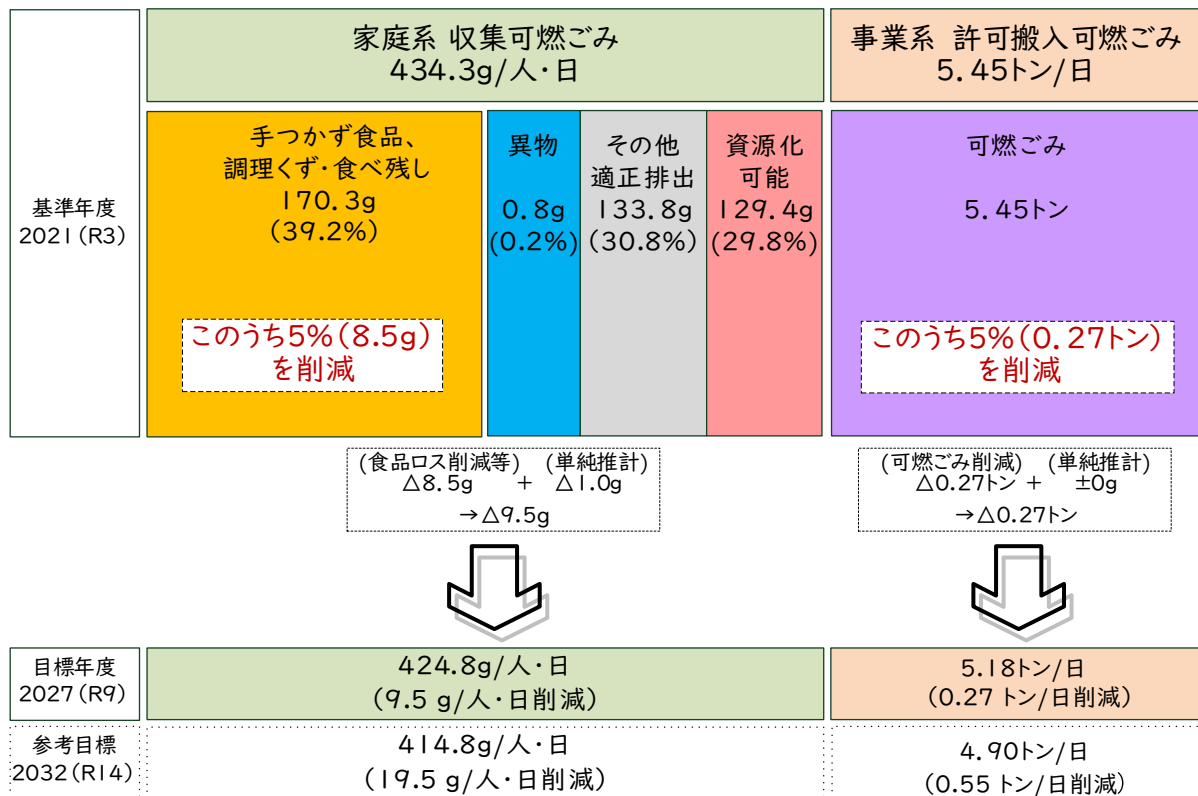 家庭系 収集可燃ごみ
434.3g/人・日
事業系 許可搬入可燃ごみ
5.45トン/日
基準年度
2021(R3)
手つかず食品、
調理くず・食べ残し
170.3g
(39.2%)
このうち5%(8.5g)
を削減
異物
0.8g
(0.2%)
その他
適正排出
133.8g
(30.8%)
資源化
可能
129.4g
(29.8%)
可燃ごみ
5.45トン
このうち5%(0.27トン)
を削減
(食品ロス削減等) (単純推計)
△8.5g + △1.0g
→△9.5g
(可燃ごみ削減) (単純推計)
△0.27トン + ±0g
→△0.27トン
目標年度
2027(R9)
424.8g/人・日
(9.5 g/人・日削減)
5.18トン/日
(0.27 トン/日削減)
参考目標
2032(R14)
414.8g/人・日
(19.5 g/人・日削減)
4.90トン/日
(0.55 トン/日削減)